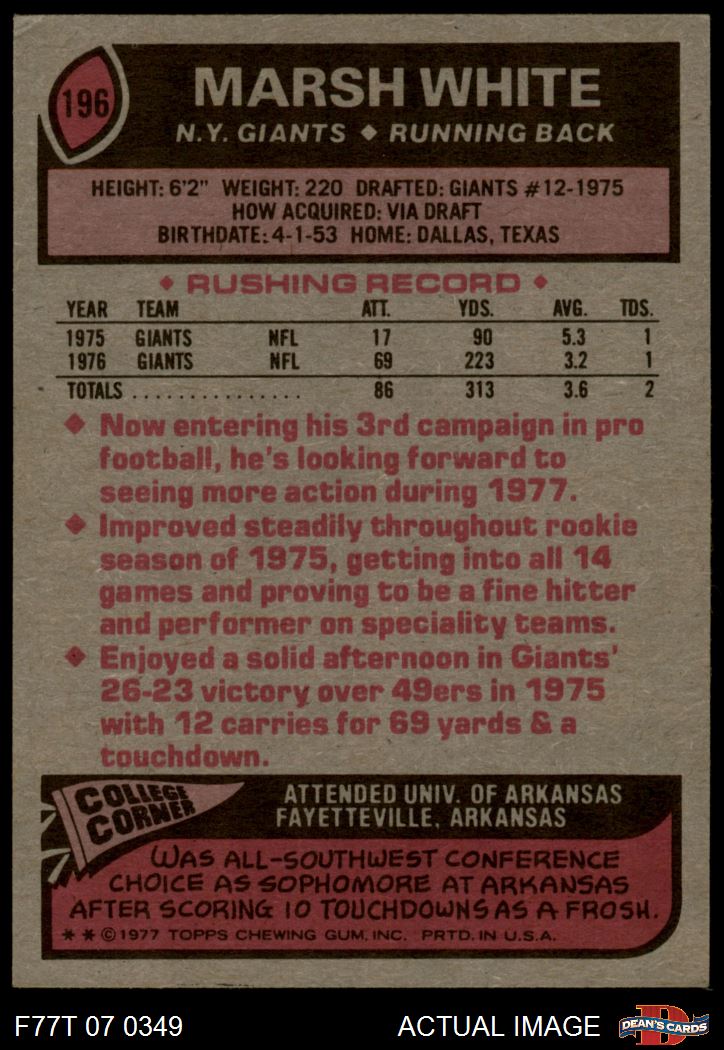 196
MARSH WHITE
N.Y. GIANTS ◆ RUNNING BACK
HEIGHT: 6'2" WEIGHT: 220 DRAFTED: GIANTS #12-1975
HOW ACQUIRED: VIA DRAFT
BIRTHDATE: 4-1-53 HOME: DALLAS, TEXAS
◆ RUSHING RECORD ◆
YEAR TEAM ATT. YDS. AVG. TDS.
1975 GIANTS NFL 17 90 5.3 1
1976 GIANTS NFL 69 223 3.2 1
TOTALS ................ 86 313 3.6 2
◆ Now entering his 3rd campaign in pro
football, he's looking forward to
seeing more action during 1977.
◆ Improved steadily throughout rookie
season of 1975, getting into all 14
games and proving to be a fine hitter
and performer on speciality teams.
◆ Enjoyed a solid afternoon in Giants'
26-23 victory over 49ers in 1975
with 12 carries for 69 yards & a
touchdown.
COLLEGE
CORNER
ATTENDED UNIV. OF ARKANSAS
FAYETTEVILLE, ARKANSAS
WAS ALL-SOUTHWEST CONFERENCE
CHOICE AS SOPHOMORE AT ARKANSAS
AFTER SCORING 10 TOUCHDOWNS AS A FROSH.
** © 1977 TOPPS CHEWING GUM, INC. PRTD. IN U.S.A.
F77T 07 0349 ACTUAL IMAGE D DEAN'S CARDS